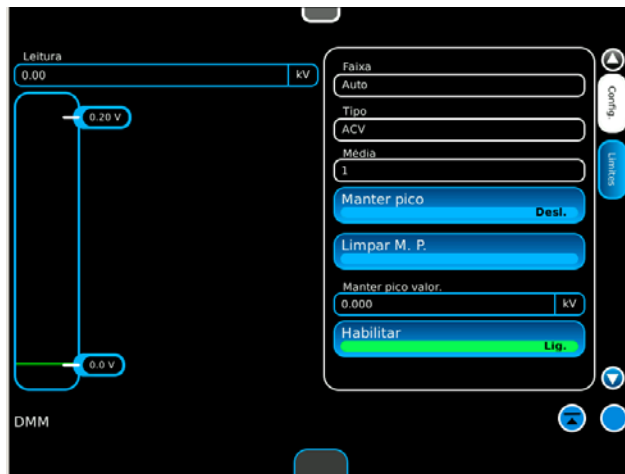 Leitura
0.00 kV
0.20 V
0.0 V
DMM
Faixa
Auto
Tipo
ACV
Média
1
Manter pico
Desl.
Limpar M. P.
Manter pico valor.
0.000 kV
Habilitar
Lig.
Config.
Limites